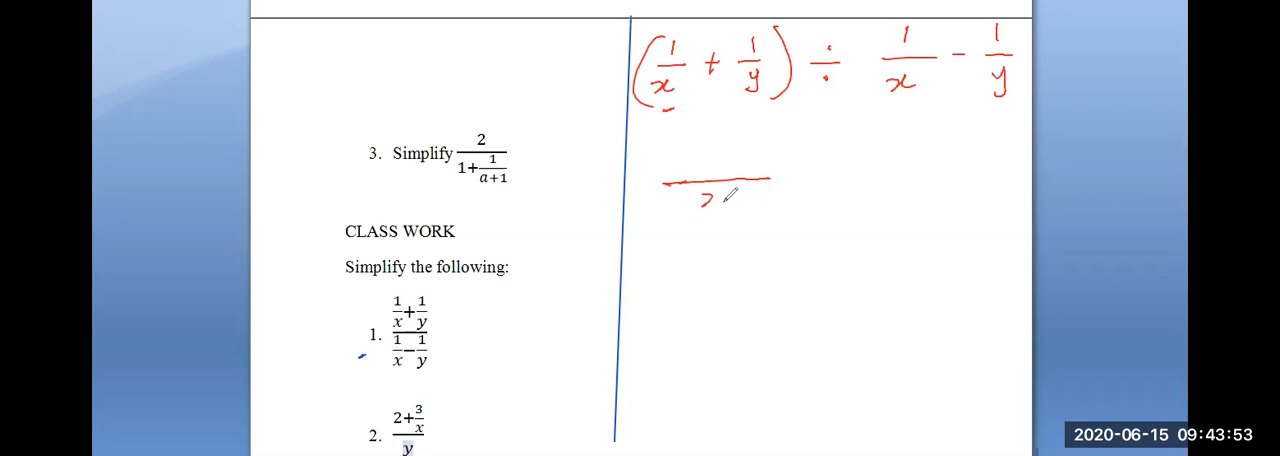 (1/x + 1/y) ÷ 1/x − 1/y
3. Simplify 2/(1+1/(a+1))
CLASS WORK
Simplify the following:
1. (1/x+1/y)/(1/x−1/y)
2. (2+3/x)/y
2020-06-15 09:43:53